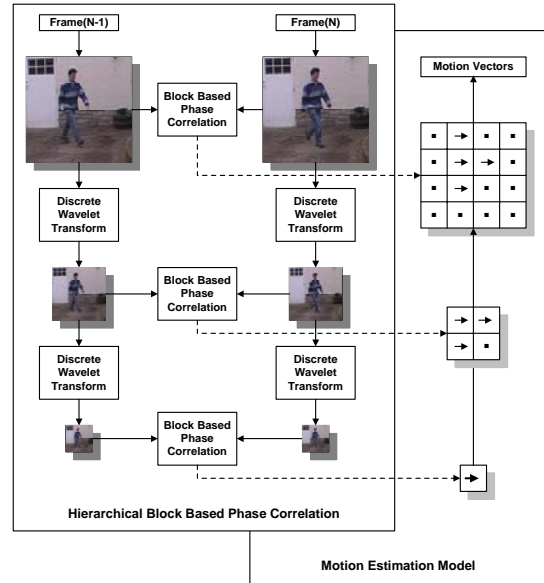 Frame(N-1)
Frame(N)
Motion Vectors
Block Based
Phase
Correlation
Discrete
Wavelet
Transform
Discrete
Wavelet
Transform
Block Based
Phase
Correlation
Discrete
Wavelet
Transform
Discrete
Wavelet
Transform
Block Based
Phase
Correlation
Hierarchical Block Based Phase Correlation
Motion Estimation Model